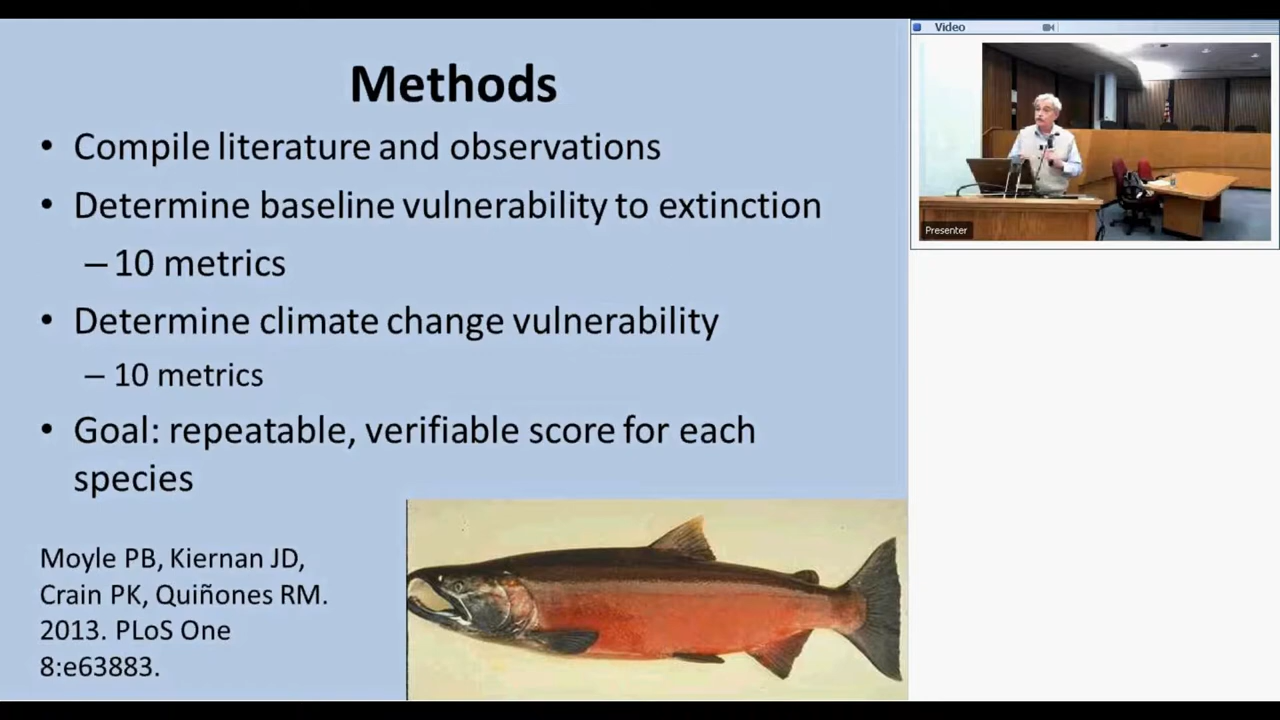 Methods
• Compile literature and observations
• Determine baseline vulnerability to extinction
– 10 metrics
• Determine climate change vulnerability
– 10 metrics
• Goal: repeatable, verifiable score for each
species
Moyle PB, Kiernan JD,
Crain PK, Quiñones RM.
2013. PLoS One
8:e63883.
Video
Presenter